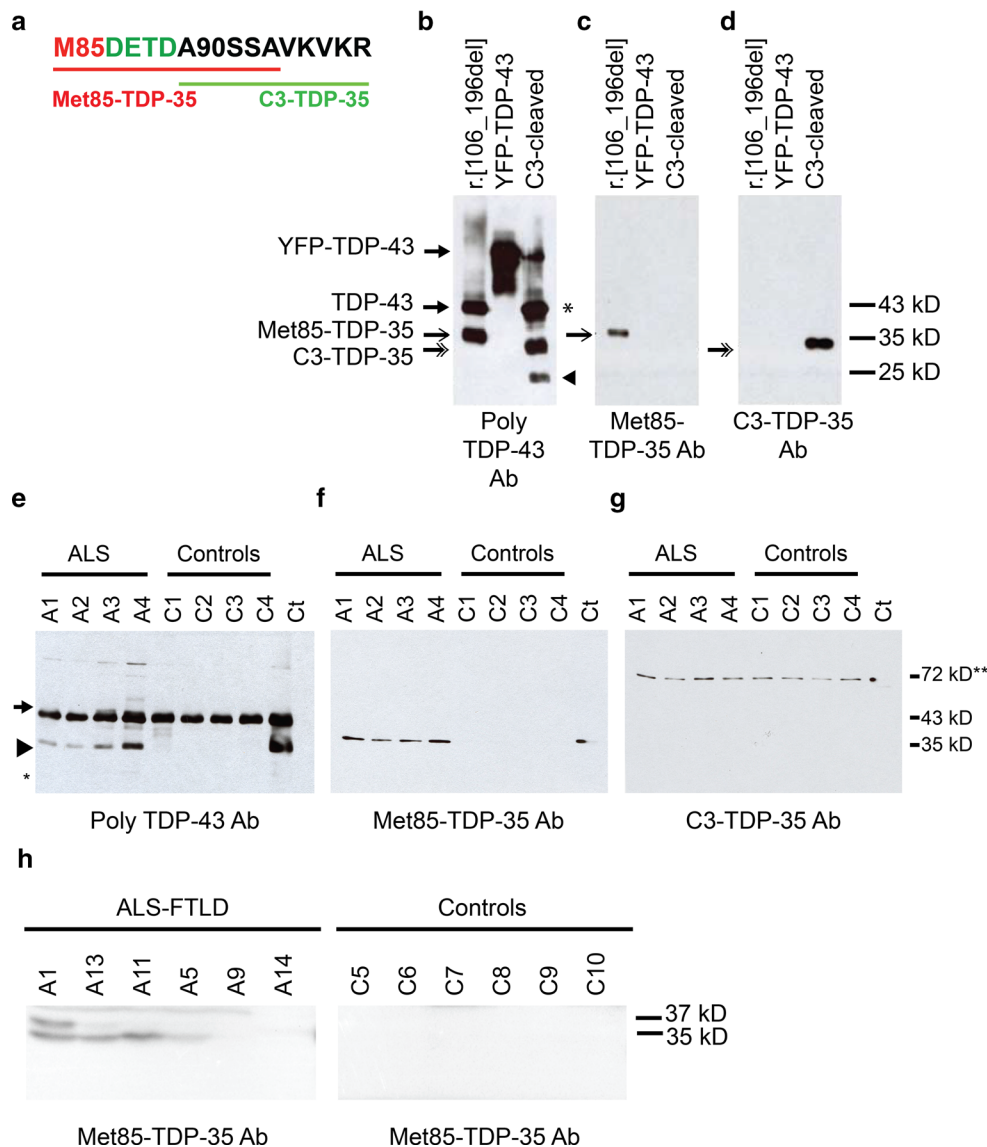 a
M85DETDA90SSAVKVKR
Met85-TDP-35 C3-TDP-35
b c d
r.[106_196del]
YFP-TDP-43
C3-cleaved
r.[106_196del]
YFP-TDP-43
C3-cleaved
r.[106_196del]
YFP-TDP-43
C3-cleaved
YFP-TDP-43
TDP-43
Met85-TDP-35
C3-TDP-35
*
43 kD
35 kD
25 kD
Poly
TDP-43
Ab
Met85-
TDP-35 Ab
C3-TDP-35
Ab
e
ALS Controls
A1 A2 A3 A4 C1 C2 C3 C4 Ct
*
Poly TDP-43 Ab
f
ALS Controls
A1 A2 A3 A4 C1 C2 C3 C4 Ct
Met85-TDP-35 Ab
g
ALS Controls
A1 A2 A3 A4 C1 C2 C3 C4 Ct
72 kD**
43 kD
35 kD
C3-TDP-35 Ab
h
ALS-FTLD Controls
A1 A13 A11 A5 A9 A14 C5 C6 C7 C8 C9 C10
37 kD
35 kD
Met85-TDP-35 Ab Met85-TDP-35 Ab